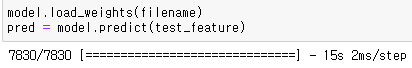 model.load_weights(filename)
pred = model.predict(test_feature)
7830/7830 [==============================] - 15s 2ms/step